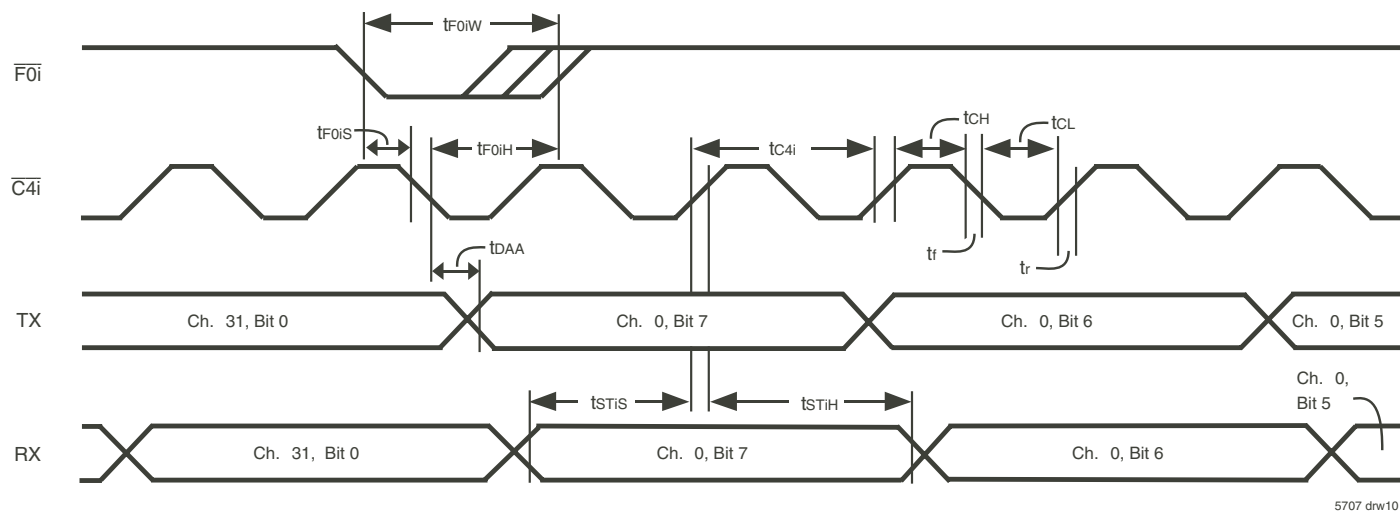 tF0iW
F0i
tF0iS
tF0iH
tC4i
tCH
tCL
C4i
tDAA
tf
tr
TX
Ch. 31, Bit 0
Ch. 0, Bit 7
Ch. 0, Bit 6
Ch. 0, Bit 5
tSTiS
tSTiH
Ch. 0,
Bit 5
RX
Ch. 31, Bit 0
Ch. 0, Bit 7
Ch. 0, Bit 6
5707 drw10